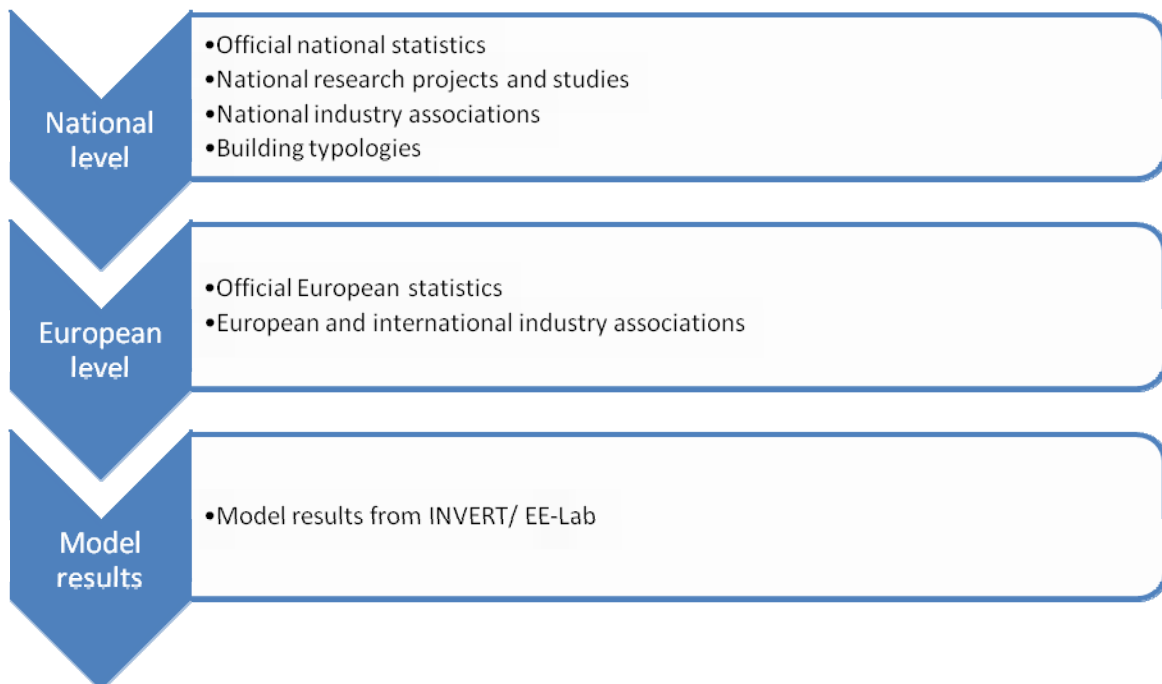 National
level
•Official national statistics
•National research projects and studies
•National industry associations
•Building typologies
European
level
•Official European statistics
•European and international industry associations
Model
results
•Model results from INVERT/ EE-Lab